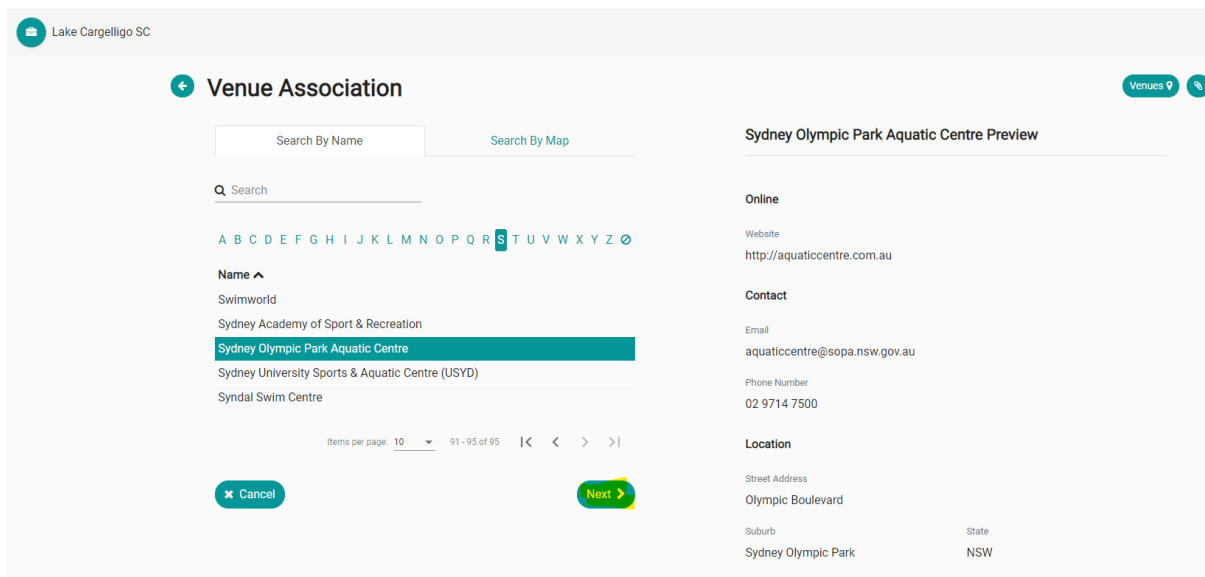 Lake Cargelligo SC
Venue Association
Venues
Search By Name
Search By Map
Search
A B C D E F G H I J K L M N O P Q R S T U V W X Y Z
Name
Swimworld
Sydney Academy of Sport & Recreation
Sydney Olympic Park Aquatic Centre
Sydney University Sports & Aquatic Centre (USYD)
Syndal Swim Centre
Items per page: 10 91 - 95 of 95
Cancel
Next
Sydney Olympic Park Aquatic Centre Preview
Online
Website
http://aquaticcentre.com.au
Contact
Email
aquaticcentre@sopa.nsw.gov.au
Phone Number
02 9714 7500
Location
Street Address
Olympic Boulevard
Suburb State
Sydney Olympic Park NSW